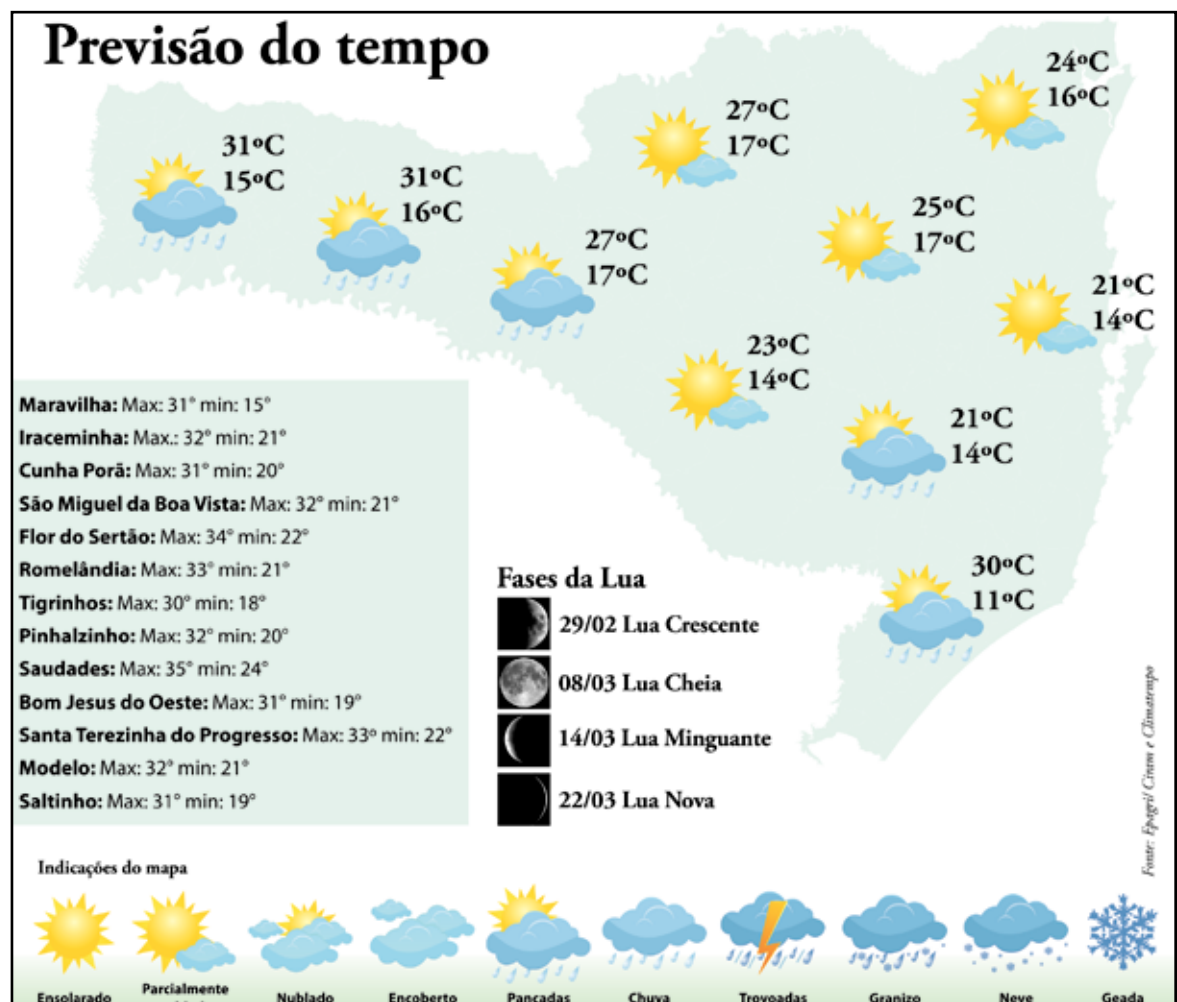 Previsão do tempo
31ºC
15ºC
31ºC
16ºC
27ºC
17ºC
27ºC
17ºC
24ºC
16ºC
25ºC
17ºC
21ºC
14ºC
23ºC
14ºC
21ºC
14ºC
30ºC
11ºC
Maravilha: Max: 31° min: 15°
Iraceminha: Max.: 32° min: 21°
Cunha Porã: Max: 31° min: 20°
São Miguel da Boa Vista: Max: 32° min: 21°
Flor do Sertão: Max: 34° min: 22°
Romelândia: Max: 33° min: 21°
Tigrinhos: Max: 30° min: 18°
Pinhalzinho: Max: 32° min: 20°
Saudades: Max: 35° min: 24°
Bom Jesus do Oeste: Max: 31° min: 19°
Santa Terezinha do Progresso: Max: 33º min: 22°
Modelo: Max: 32° min: 21°
Saltinho: Max: 31° min: 19°
Fases da Lua
29/02 Lua Crescente
08/03 Lua Cheia
14/03 Lua Minguante
22/03 Lua Nova
Fonte: Epagri/ Ciram e Climatempo
Indicações do mapa
Ensolarado
Parcialmente
Nublado
Encoberto
Pancadas
Chuva
Trovoadas
Granizo
Neve
Geada